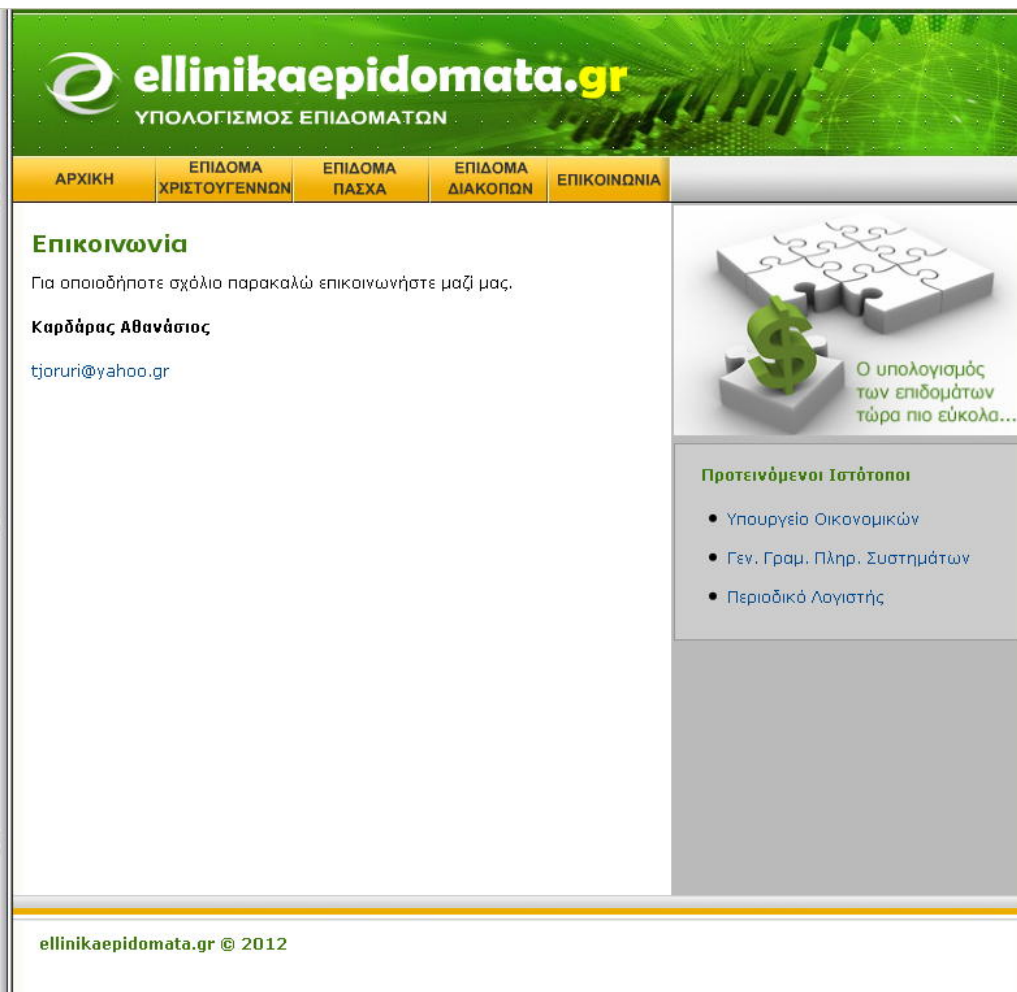 ellinikaepidomata.gr
ΥΠΟΛΟΓΙΣΜΟΣ ΕΠΙΔΟΜΑΤΩΝ
ΑΡΧΙΚΗ
ΕΠΙΔΟΜΑ
ΧΡΙΣΤΟΥΓΕΝΝΩΝ
ΕΠΙΔΟΜΑ
ΠΑΣΧΑ
ΕΠΙΔΟΜΑ
ΔΙΑΚΟΠΩΝ
ΕΠΙΚΟΙΝΩΝΙΑ
Επικοινωνία
Για οποιοδήποτε σχόλιο παρακαλώ επικοινωνήστε μαζί μας.
Καρδάρας Αθανάσιος
tjoruri@yahoo.gr
Ο υπολογισμός
των επιδομάτων
τώρα πιο εύκολα...
Προτεινόμενοι Ιστότοποι
Υπουργείο Οικονομικών
Γεν. Γραμ. Πληρ. Συστημάτων
Περιοδικό Λογιστής
ellinikaepidomata.gr © 2012